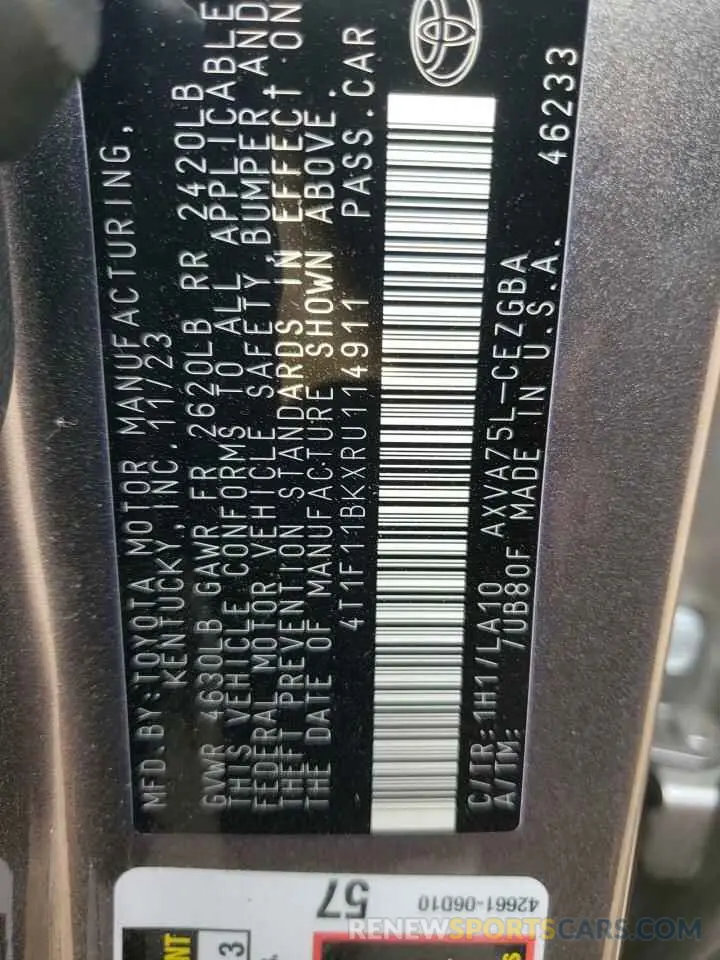 MFD.BY:TOYOTA MOTOR MANUFACTURING,
KENTUCKY, INC. 11/23
GVWR 4630LB GAWR FR 2620LB RR 2420LB
THIS VEHICLE CONFORMS TO ALL APPLICABLE
FEDERAL MOTOR VEHICLE SAFETY, BUMPER AND
THEFT PREVENTION STANDARDS IN EFFECT ON
THE DATE OF MANUFACTURE SHOWN ABOVE.
4T1F11BKXRU114911 PASS.CAR
C/TR:1H1/LA10 AXVA75L-CEZGBA 46233
A/TM: 7UB80F MADE IN U.S.A.
57
42661-06D10
NT
3
s
RENEWSPORTSCARS.COM